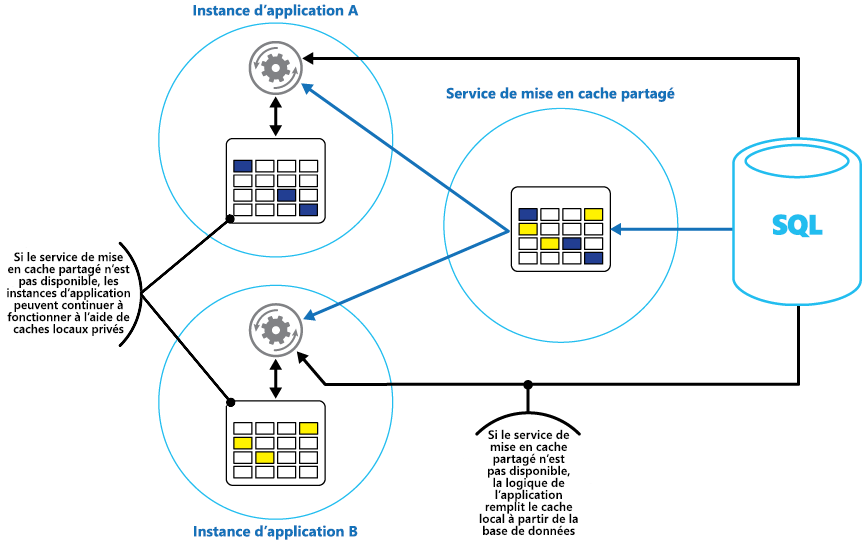 Instance d’application A
Service de mise en cache partagé
SQL
Si le service de mise
en cache partagé n’est
pas disponible, les
instances d’application
peuvent continuer à
fonctionner à l’aide de
caches locaux privés
Si le service de
mise en cache
partagé n’est
pas disponible,
la logique de
l’application
remplit le cache
local à partir de la
base de données
Instance d’application B